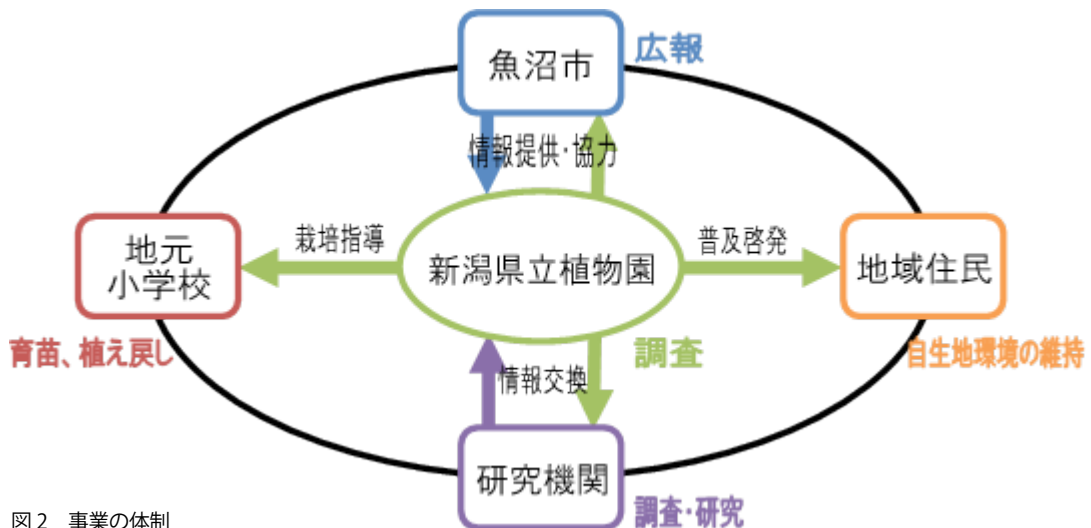 魚沼市
広報
情報提供･協力
地元
小学校
栽培指導
新潟県立植物園
普及啓発
地域住民
育苗、植え戻し
調査
自生地環境の維持
情報交換
研究機関
調査･研究
図2 事業の体制